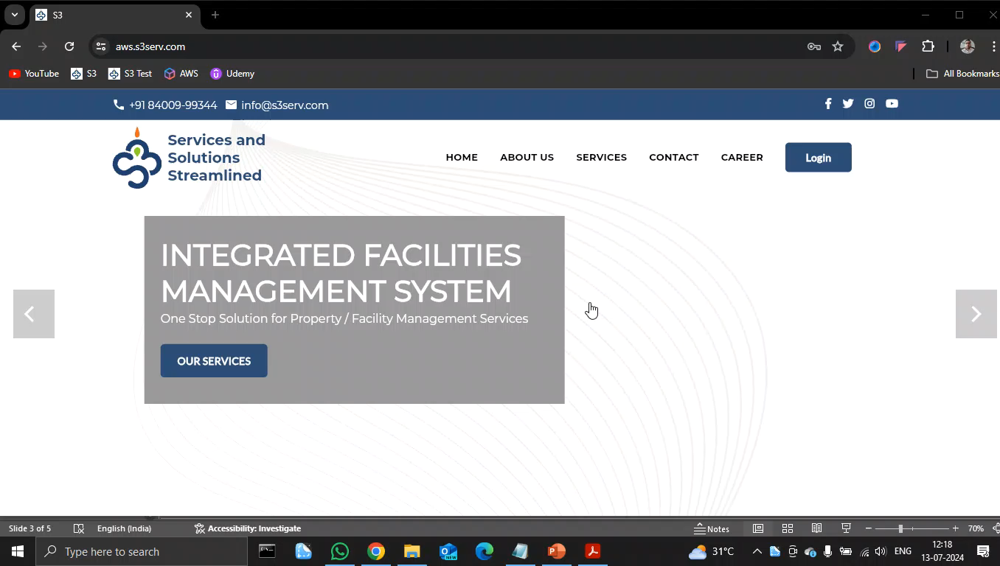 S3
aws.s3serv.com
YouTube S3 S3 Test AWS Udemy All Bookmarks
+91 84009-99344 info@s3serv.com
Services and
Solutions
Streamlined
HOME ABOUT US SERVICES CONTACT CAREER Login
INTEGRATED FACILITIES
MANAGEMENT SYSTEM
One Stop Solution for Property / Facility Management Services
OUR SERVICES
Slide 3 of 5 English (India) Accessibility: Investigate Notes 70%
Type here to search 31°C ENG 12:18
13-07-2024